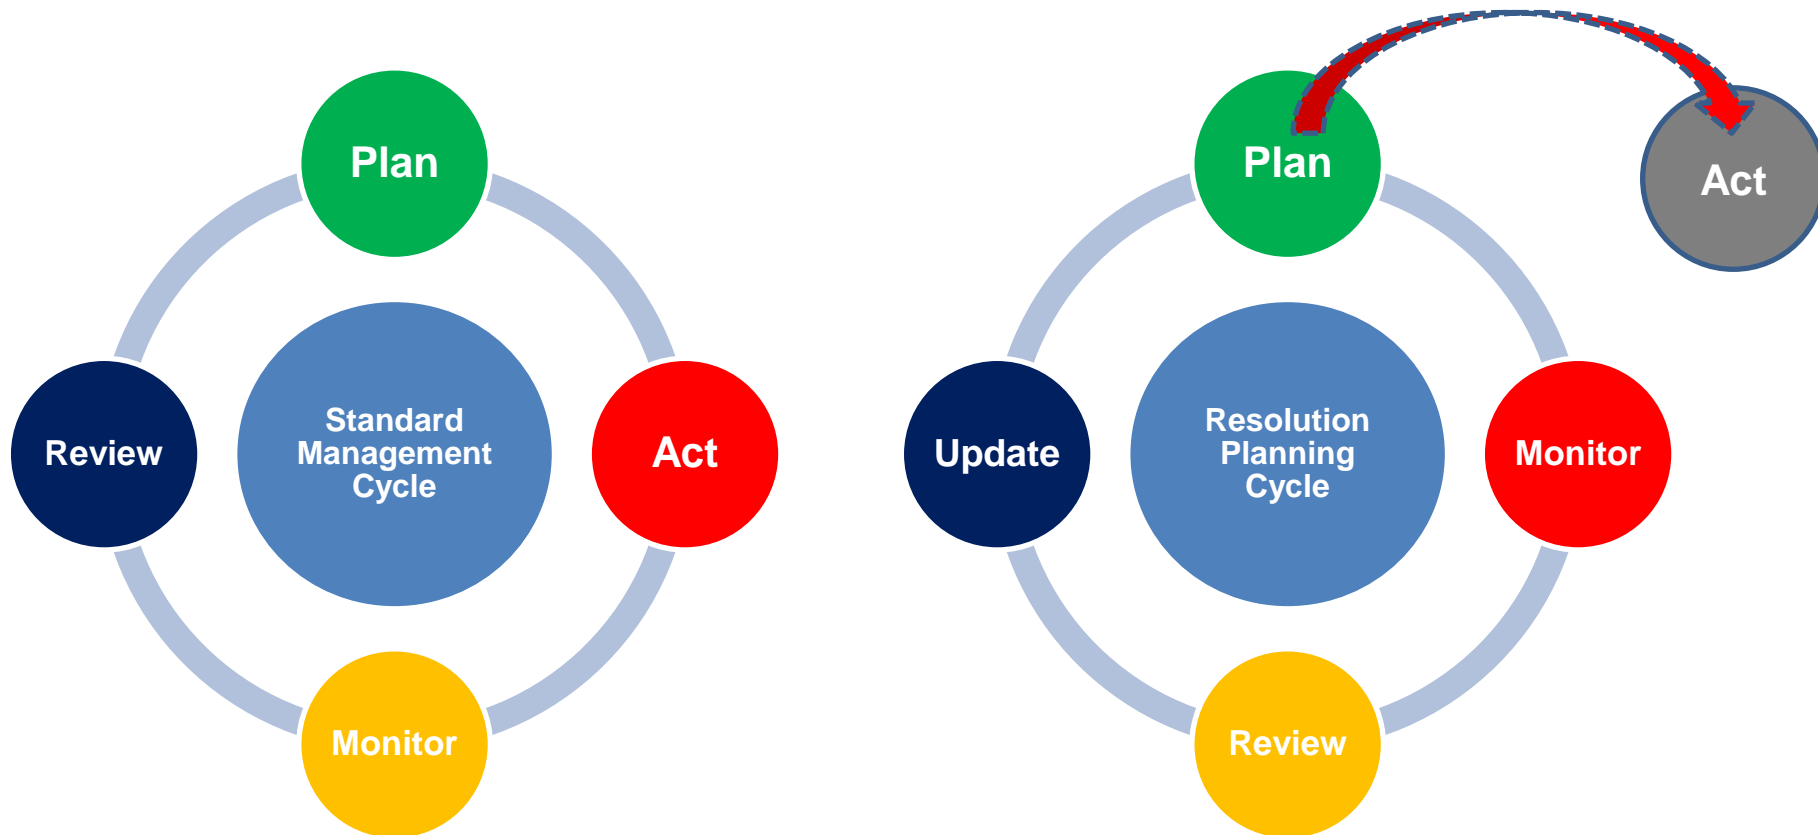 Plan
Review
Standard
Management
Cycle
Act
Monitor
Plan
Act
Update
Resolution
Planning
Cycle
Monitor
Review